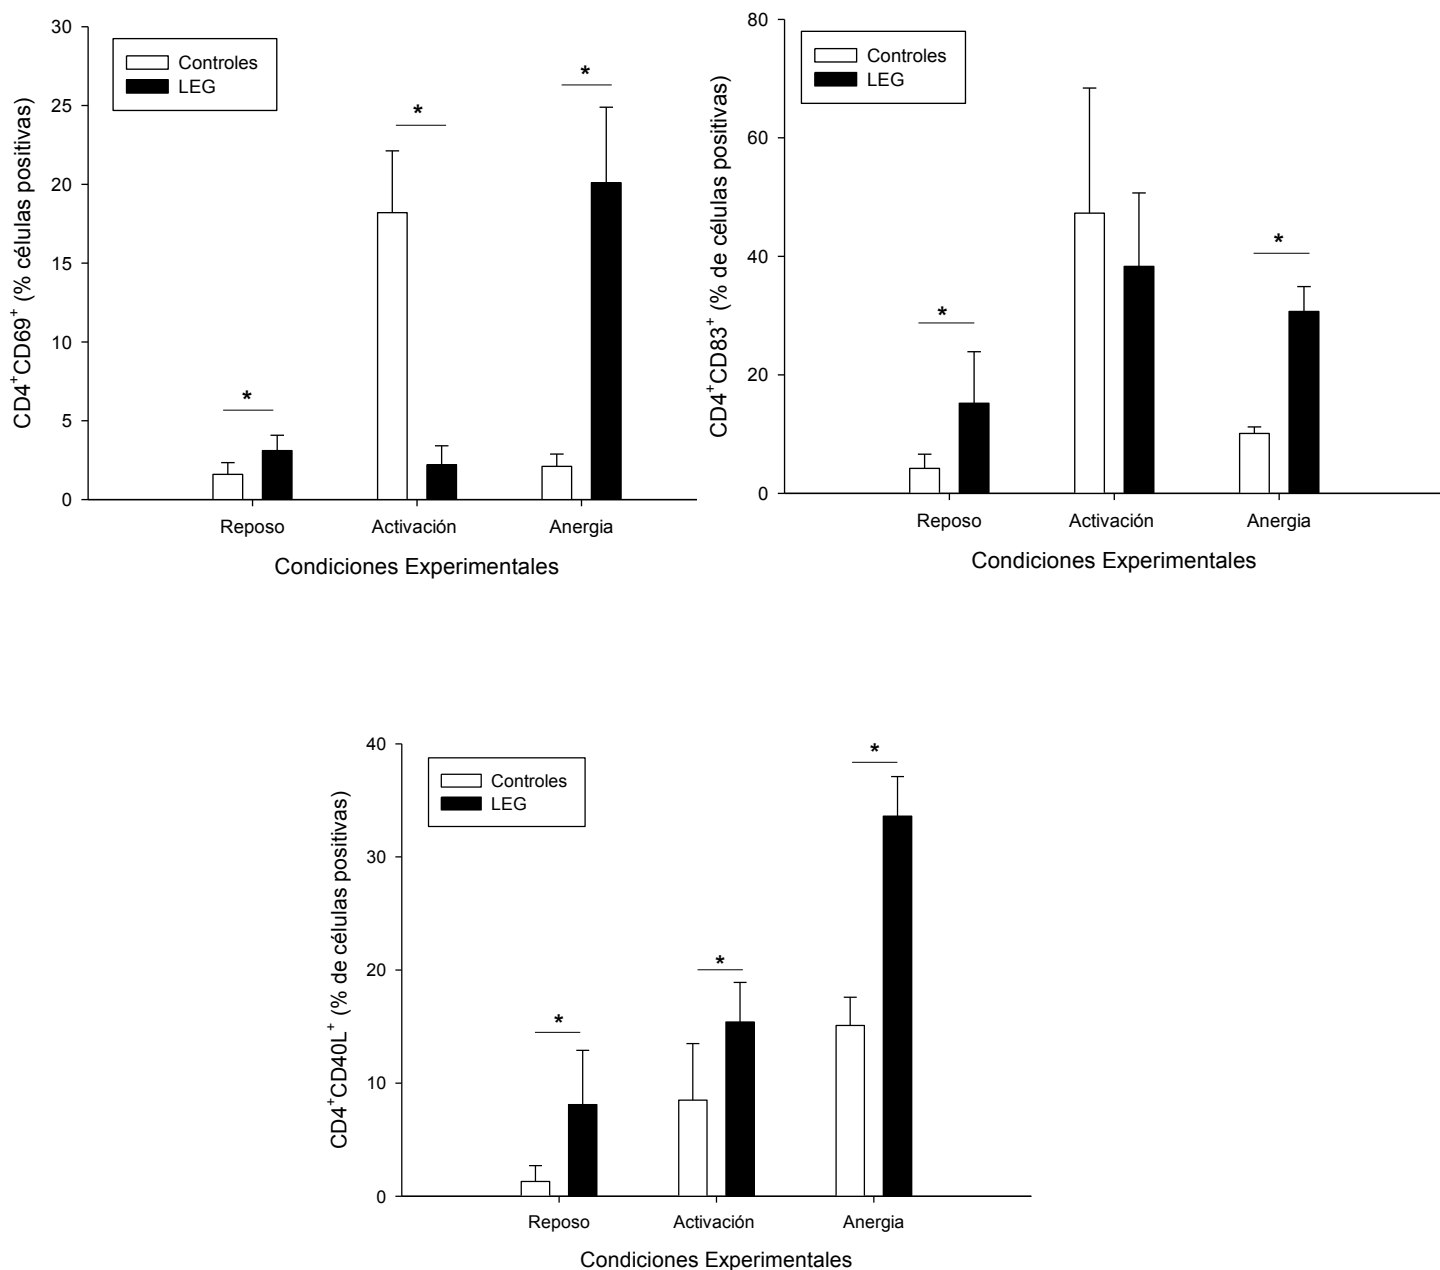 30
25
20
15
10
5
0
CD4+CD69+ (% células positivas)
Controles
LEG
*
*
*
Reposo Activación Anergia
Condiciones Experimentales
80
60
40
20
0
CD4+CD83+ (% de células positivas)
Controles
LEG
*
*
Reposo Activación Anergia
Condiciones Experimentales
40
30
20
10
0
CD4+CD40L+ (% de células positivas)
Controles
LEG
*
*
*
Reposo Activación Anergia
Condiciones Experimentales